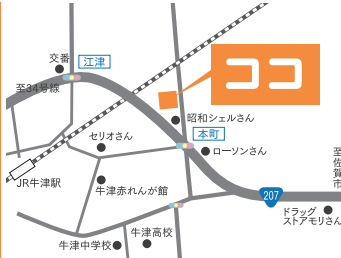 交番
江津
ココ
至34号線
昭和シェルさん
本町
セリオさん
ローソンさん
至佐賀市
JR牛津駅
牛津赤れんが館
207
ドラッグ
ストアモリさん
牛津高校
牛津中学校